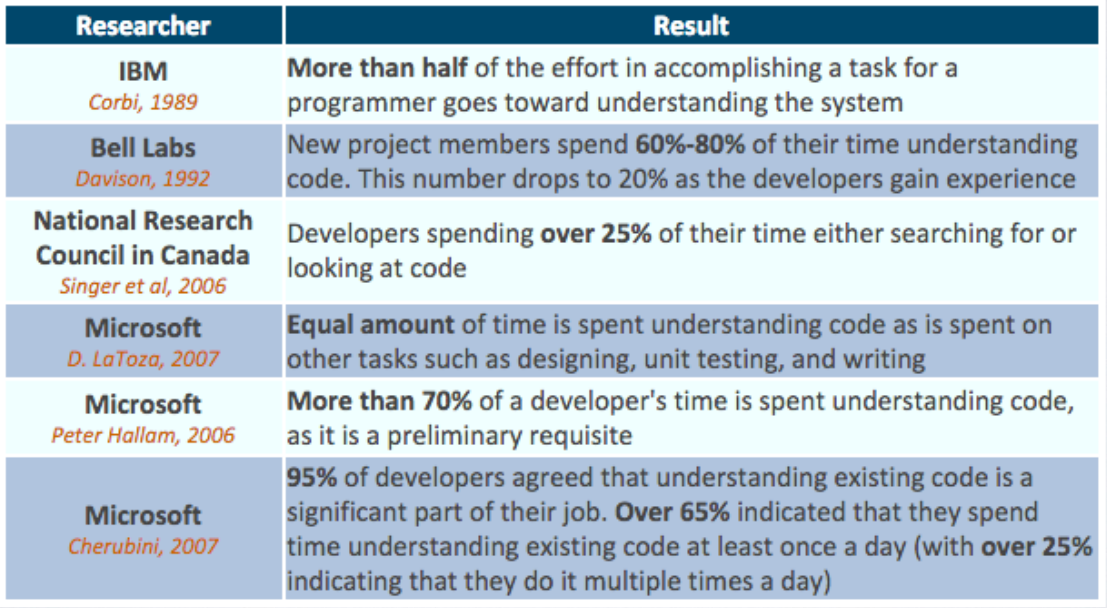 Researcher
Result
IBM
Corbi, 1989
More than half of the effort in accomplishing a task for a
programmer goes toward understanding the system
Bell Labs
Davison, 1992
New project members spend 60%-80% of their time understanding
code. This number drops to 20% as the developers gain experience
National Research
Council in Canada
Singer et al, 2006
Developers spending over 25% of their time either searching for or
looking at code
Microsoft
D. LaToza, 2007
Equal amount of time is spent understanding code as is spent on
other tasks such as designing, unit testing, and writing
Microsoft
Peter Hallam, 2006
More than 70% of a developer's time is spent understanding code,
as it is a preliminary requisite
Microsoft
Cherubini, 2007
95% of developers agreed that understanding existing code is a
significant part of their job. Over 65% indicated that they spend
time understanding existing code at least once a day (with over 25%
indicating that they do it multiple times a day)